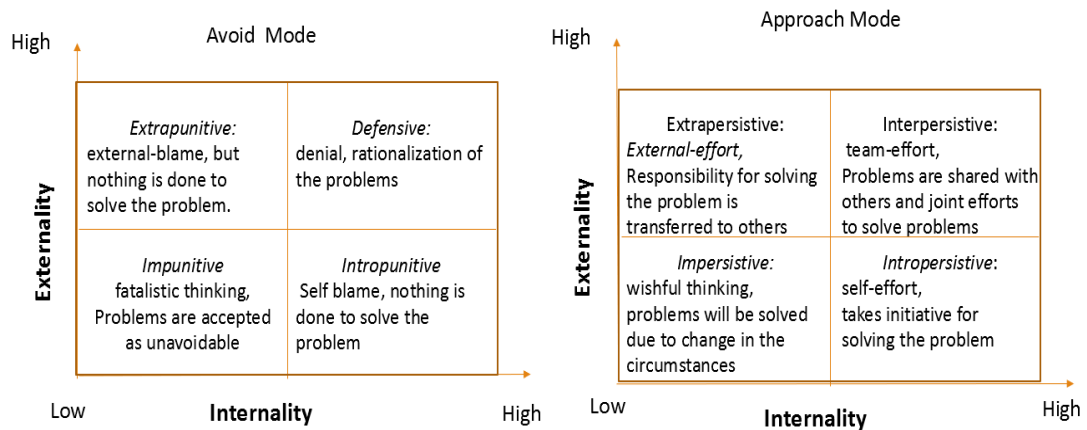 Avoid Mode
High
Extrapunitive:
external-blame, but
nothing is done to
solve the problem.
Defensive:
denial, rationalization of
the problems
Externality
Impunitive
fatalistic thinking,
Problems are accepted
as unavoidable
Intropunitive
Self blame, nothing is
done to solve the
problem
Low
Internality
High
Approach Mode
High
Extrapersistive:
External-effort,
Responsibility for solving
the problem is
transferred to others
Interpersistive:
team-effort,
Problems are shared with
others and joint efforts
to solve problems
Externality
Impersistive:
wishful thinking,
problems will be solved
due to change in the
circumstances
Intropersistive:
self-effort,
takes initiative for
solving the problem
Low
Internality
High